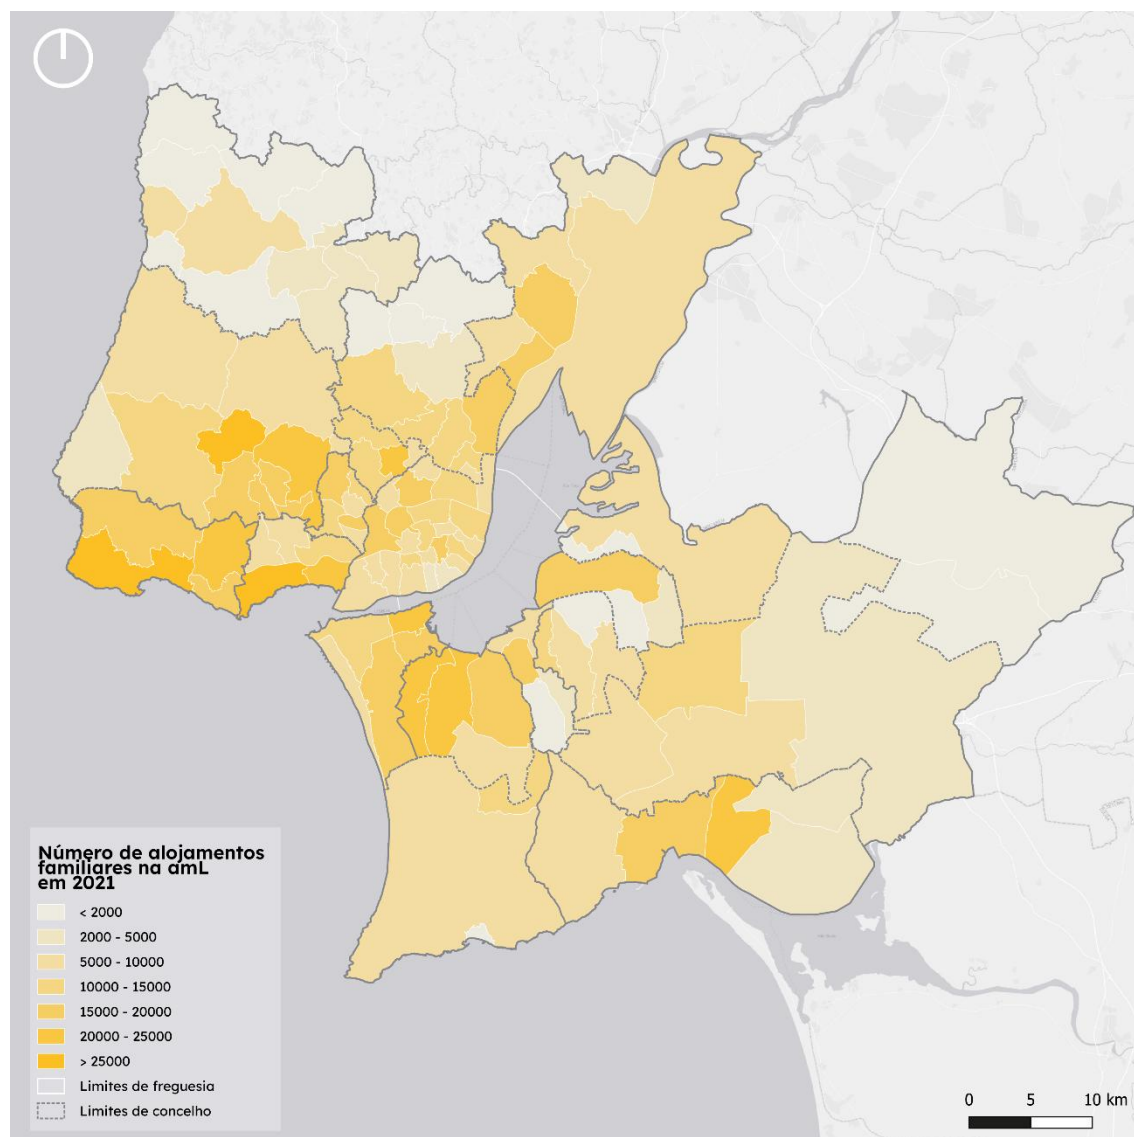 Número de alojamentos
familiares na amL
em 2021
< 2000
2000 - 5000
5000 - 10000
10000 - 15000
15000 - 20000
20000 - 25000
> 25000
Limites de freguesia
Limites de concelho
0 5 10 km